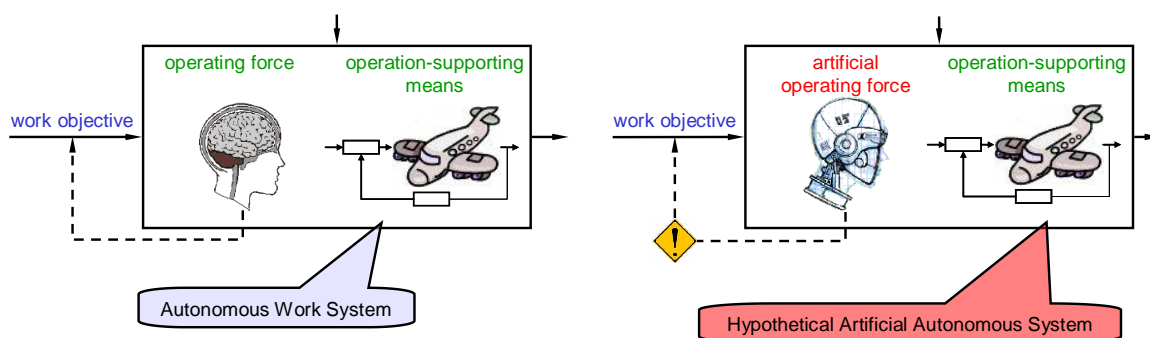 operating force
operation-supporting
means
work objective
Autonomous Work System
artificial
operating force
operation-supporting
means
work objective
!
Hypothetical Artificial Autonomous System